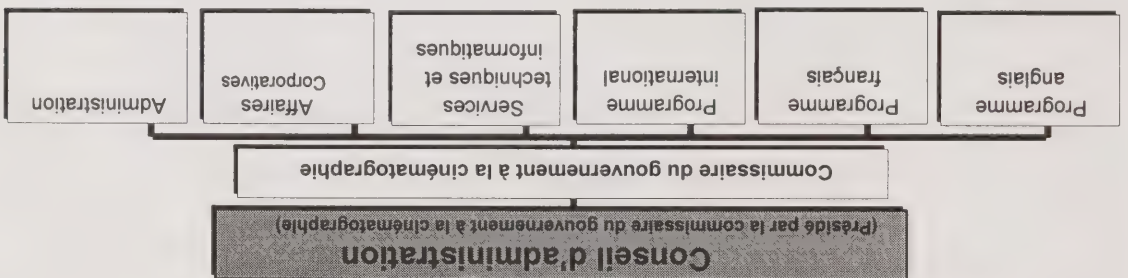 Conseil d'administration
(Présidé par la commissaire du gouvernement à la cinématographie)
Commissaire du gouvernement à la cinématographie
Programme
anglais
Programme
français
Programme
international
Services
techniques et
informatiques
Affaires
Corporatives
Administration